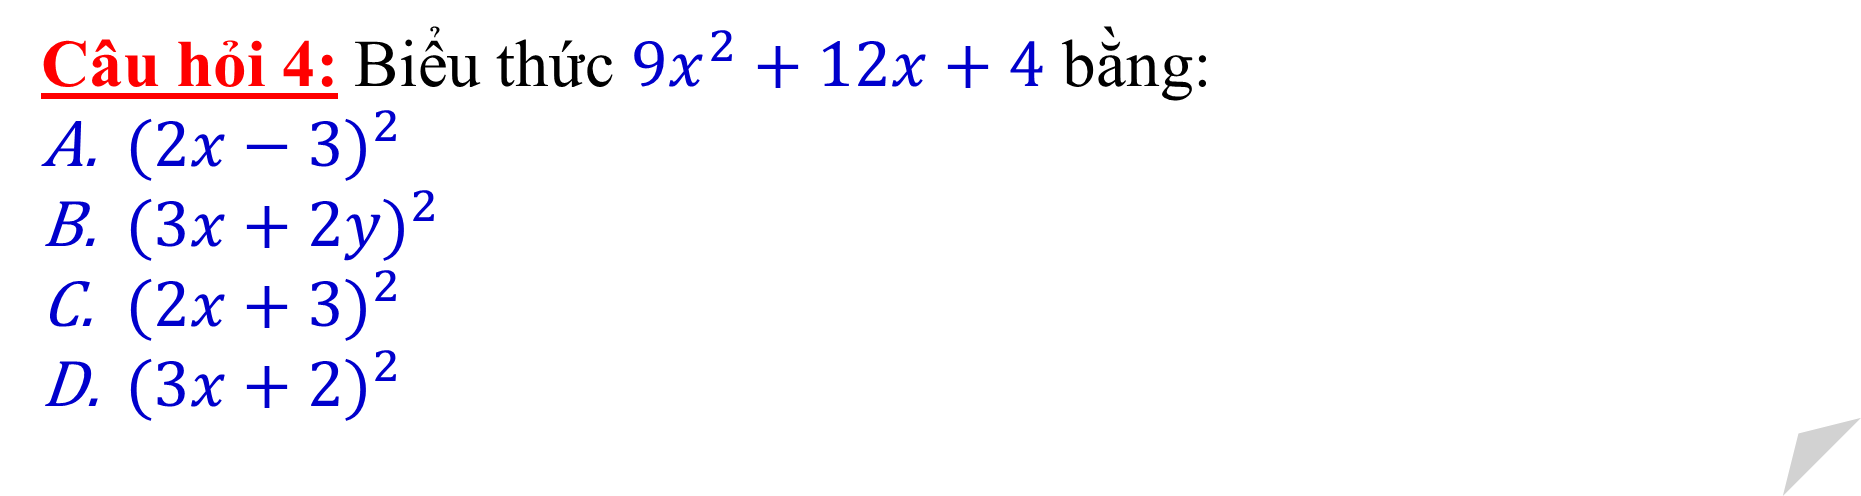 Câu hỏi 4: Biểu thức 9x² + 12x + 4 bằng:
A. (2x − 3)²
B. (3x + 2y)²
C. (2x + 3)²
D. (3x + 2)²